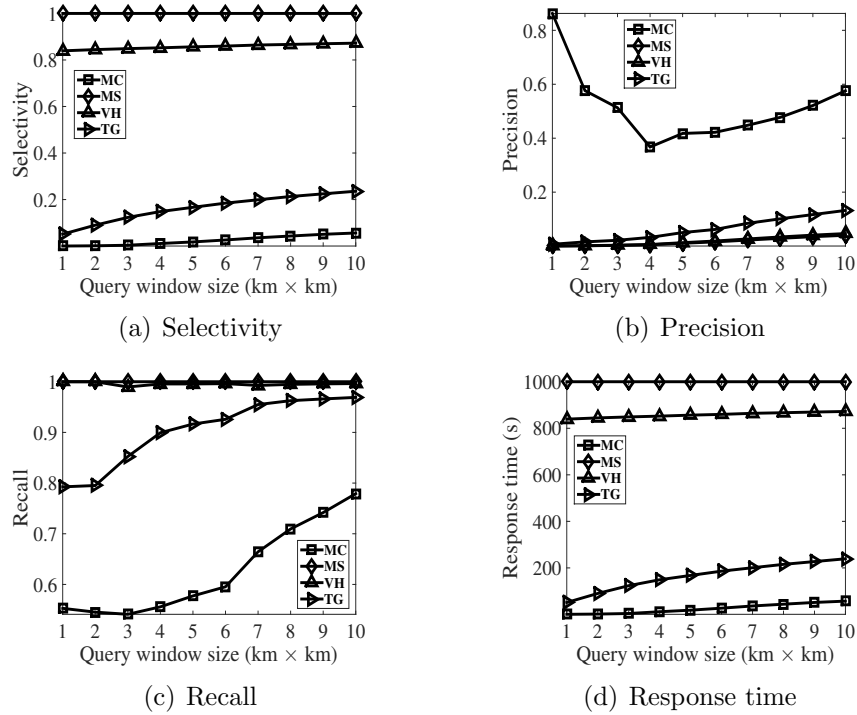 1
0.8
0.6
0.4
0.2
Selectivity
MC
MS
VH
TG
1 2 3 4 5 6 7 8 9 10
Query window size (km × km)
(a) Selectivity
0.8
0.6
0.4
0.2
Precision
MC
MS
VH
TG
1 2 3 4 5 6 7 8 9 10
Query window size (km × km)
(b) Precision
1
0.9
0.8
0.7
0.6
Recall
MC
MS
VH
TG
1 2 3 4 5 6 7 8 9 10
Query window size (km × km)
(c) Recall
1000
800
600
400
200
Response time (s)
MC
MS
VH
TG
1 2 3 4 5 6 7 8 9 10
Query window size (km × km)
(d) Response time